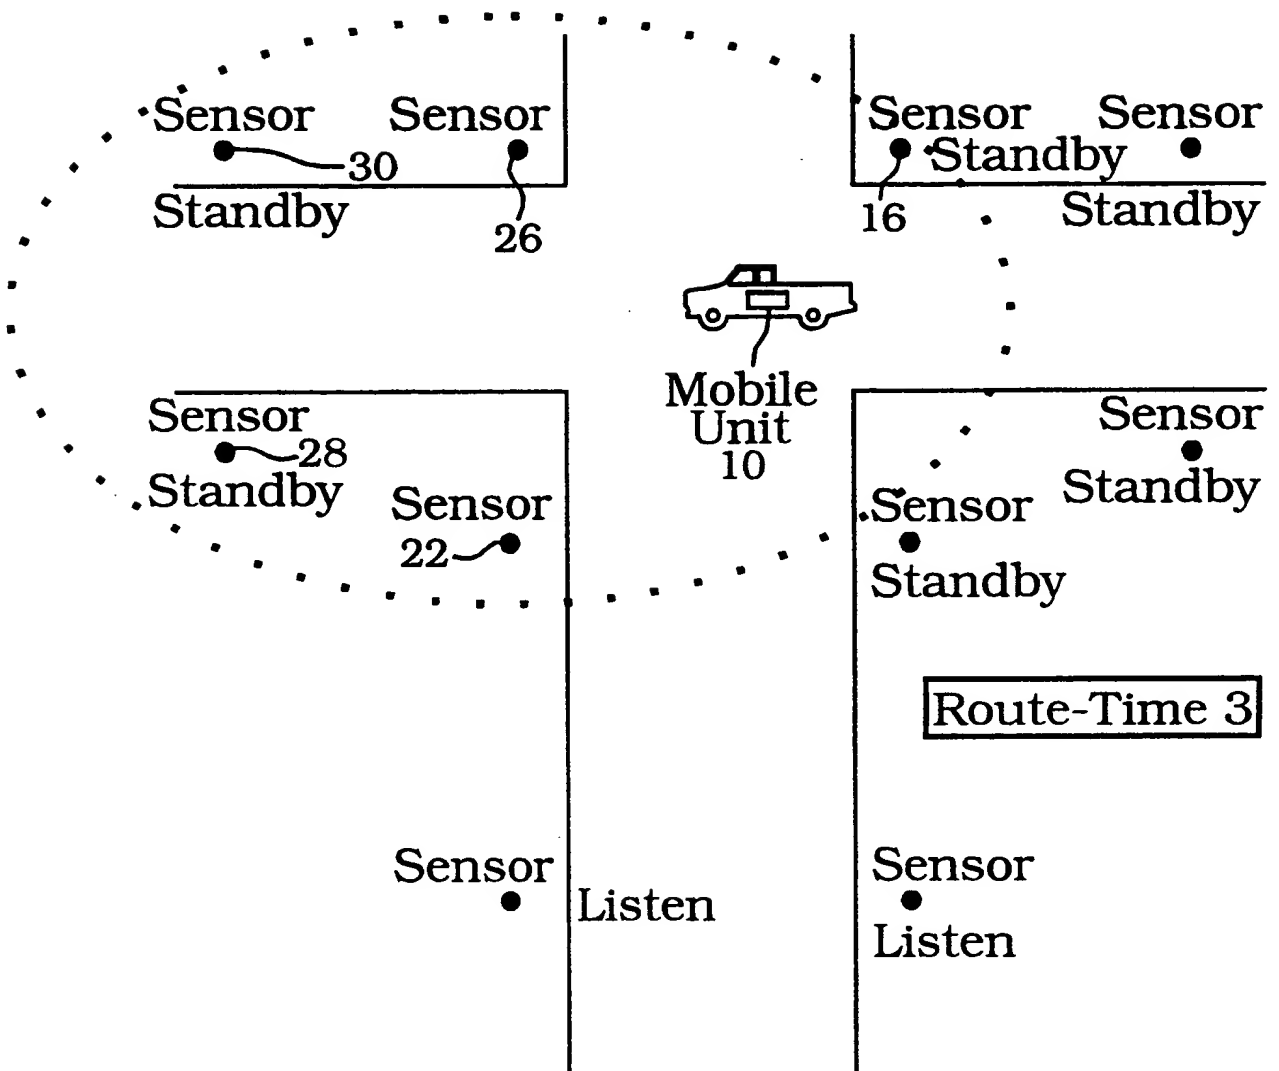 Sensor
30
Standby
Sensor
26
Sensor
Standby
16
Sensor
Standby
Mobile
Unit
10
Sensor
28
Standby
Sensor
22
Sensor
Standby
Sensor
Standby
Route-Time 3
Sensor
Listen
Sensor
Listen